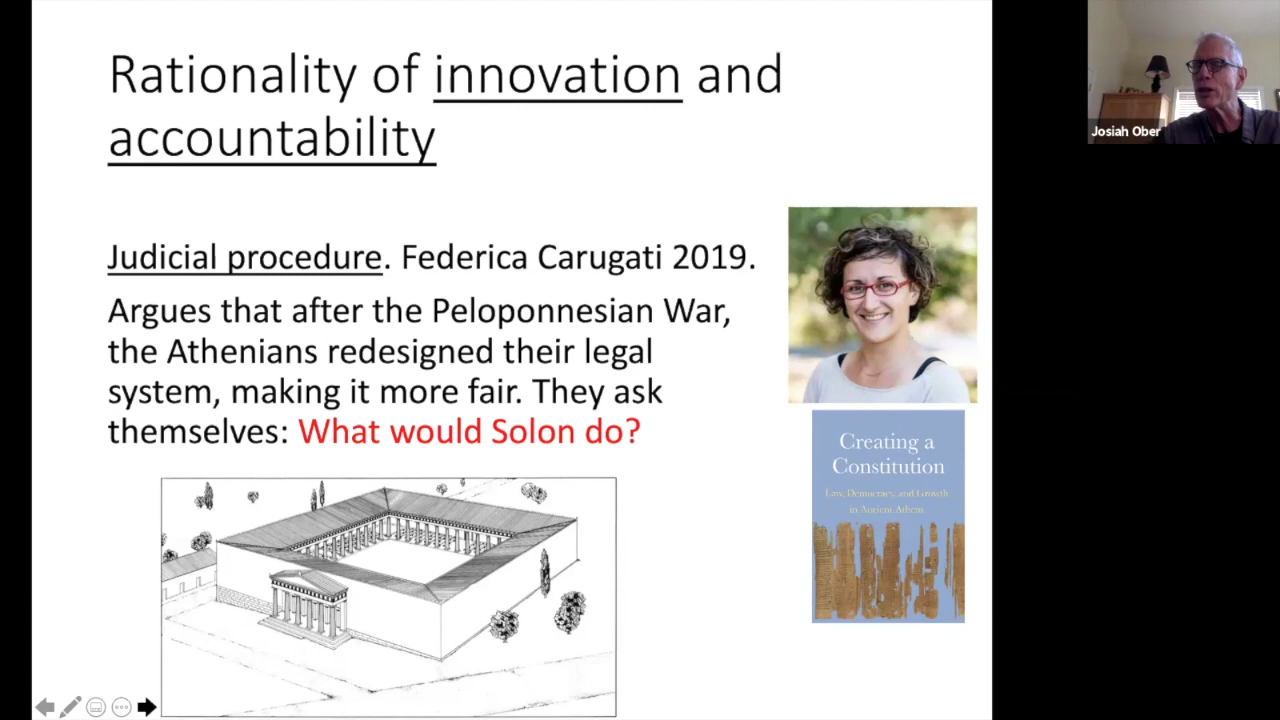 Rationality of innovation and
accountability
Josiah Ober
Judicial procedure. Federica Carugati 2019.
Argues that after the Peloponnesian War,
the Athenians redesigned their legal
system, making it more fair. They ask
themselves: What would Solon do?
Creating a
Constitution
Law, Democracy, and Growth
in Ancient Athens